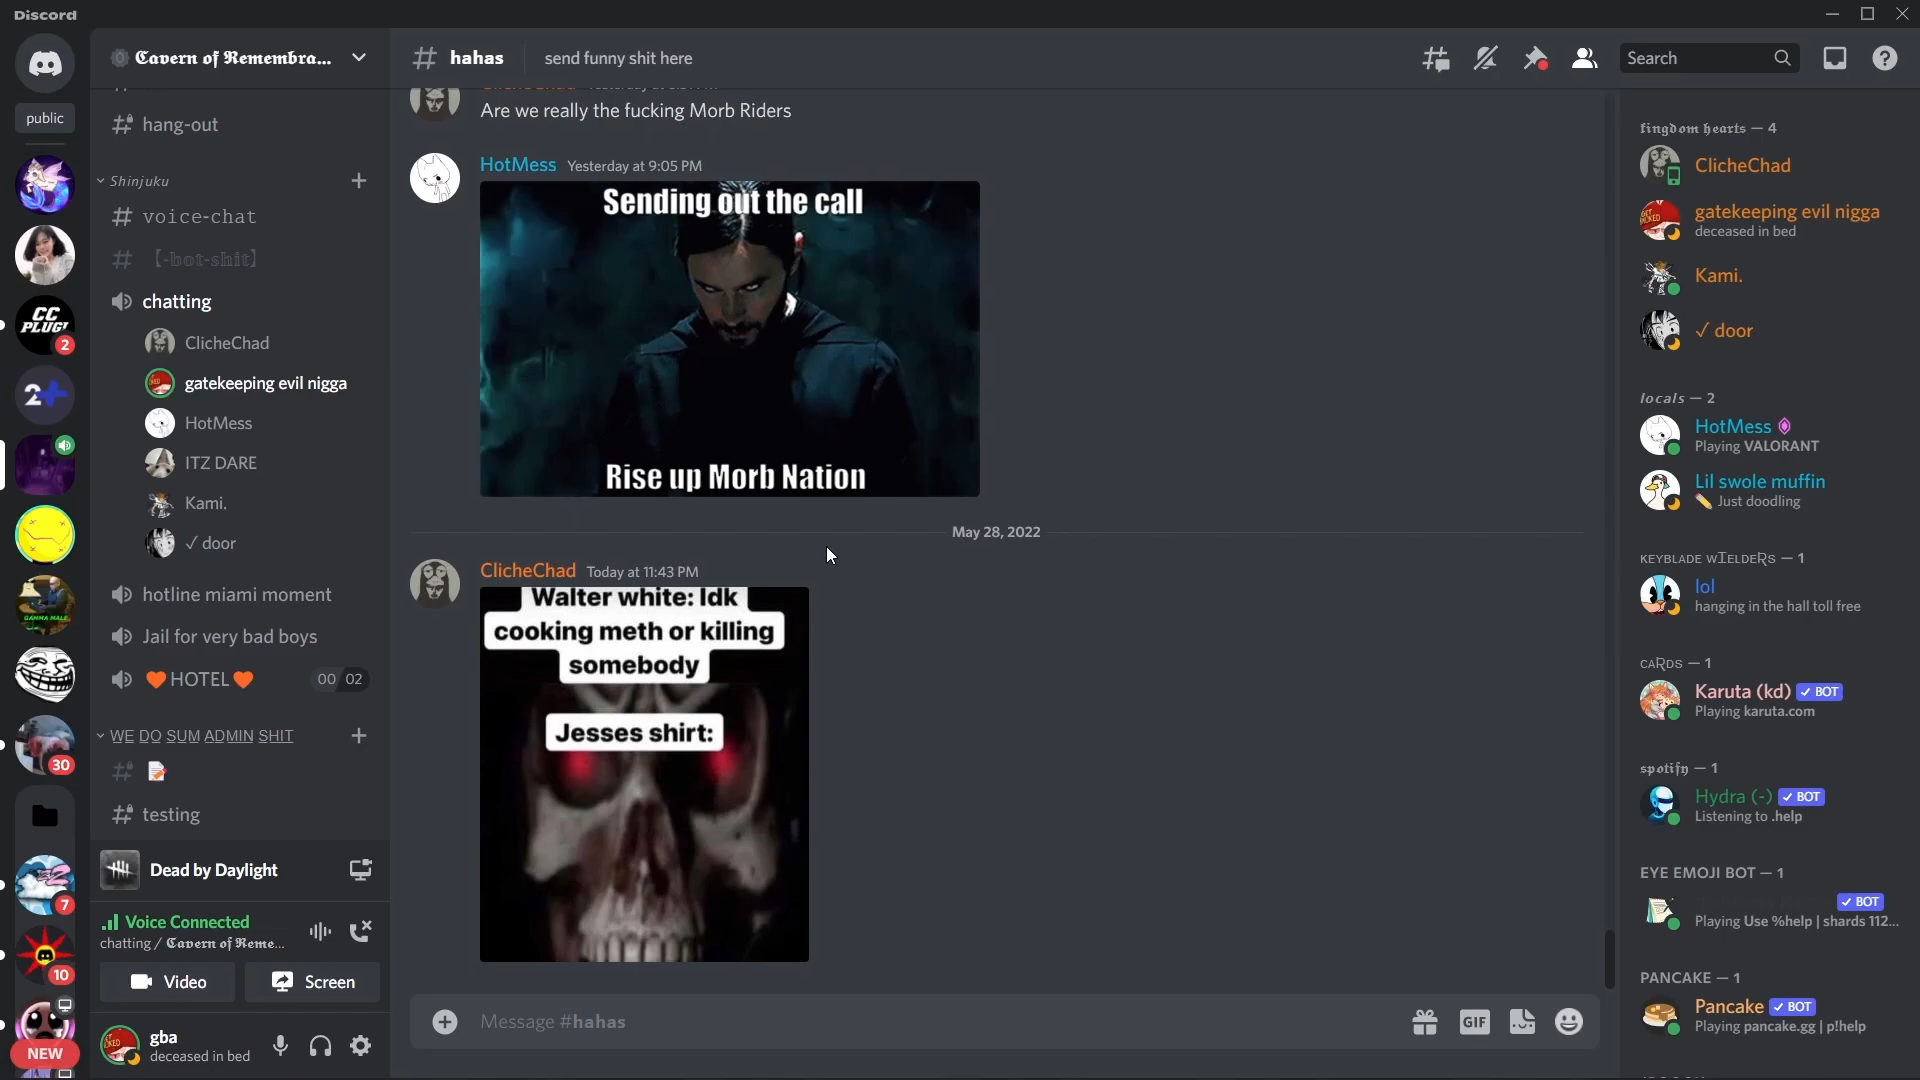 Discord
public
CC
PLUG!
2
2+
30
7
10
NEW
Cavern of Remembra...
hang-out
Shinjuku
voice-chat
【-bot-shit】
chatting
ClicheChad
gatekeeping evil nigga
HotMess
ITZ DARE
Kami.
✓ door
hotline miami moment
Jail for very bad boys
🧡 HOTEL 🧡 00 02
WE DO SUM ADMIN SHIT
📝
testing
Dead by Daylight
Voice Connected
chatting / Cavern of Reme...
Video Screen
gba
deceased in bed
# hahas send funny shit here
Search
Are we really the fucking Morb Riders
HotMess Yesterday at 9:05 PM
Sending out the call
Rise up Morb Nation
May 28, 2022
ClicheChad Today at 11:43 PM
Walter white: Idk
cooking meth or killing
somebody
Jesses shirt:
Message #hahas
GIF
kingdom hearts — 4
ClicheChad
gatekeeping evil nigga
deceased in bed
Kami.
✓ door
locals — 2
HotMess
Playing VALORANT
Lil swole muffin
✏️ Just doodling
KEYBLADE WIELDERS — 1
lol
hanging in the hall toll free
CARDS — 1
Karuta (kd) ✓ BOT
Playing karuta.com
spotify — 1
Hydra (-) ✓ BOT
Listening to .help
EYE EMOJI BOT — 1
✓ BOT
Playing Use %help | shards 112...
PANCAKE — 1
Pancake ✓ BOT
Playing pancake.gg | p!help